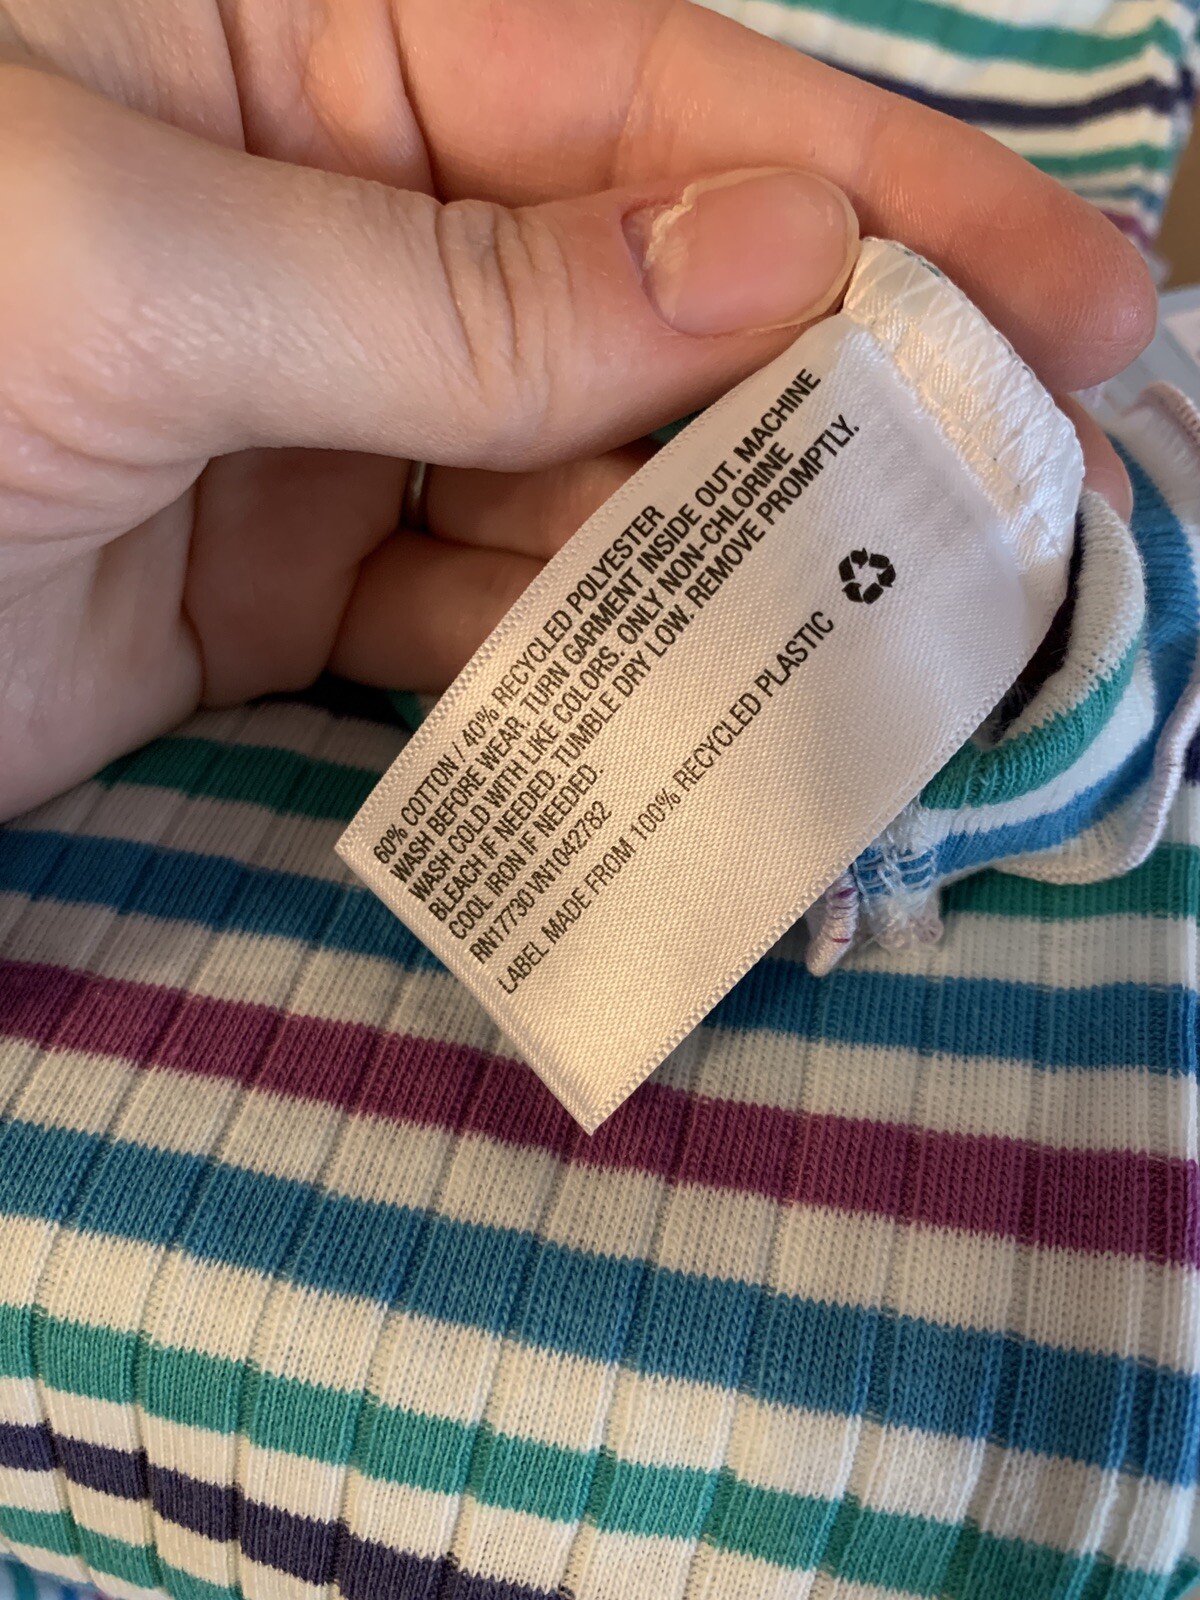 60% COTTON / 40% RECYCLED POLYESTER
WASH BEFORE WEAR. TURN GARMENT INSIDE OUT. MACHINE
WASH COLD WITH LIKE COLORS. ONLY NON-CHLORINE
BLEACH IF NEEDED. TUMBLE DRY LOW. REMOVE PROMPTLY.
COOL IRON IF NEEDED.
RN17730 VN1042782
LABEL MADE FROM 100% RECYCLED PLASTIC